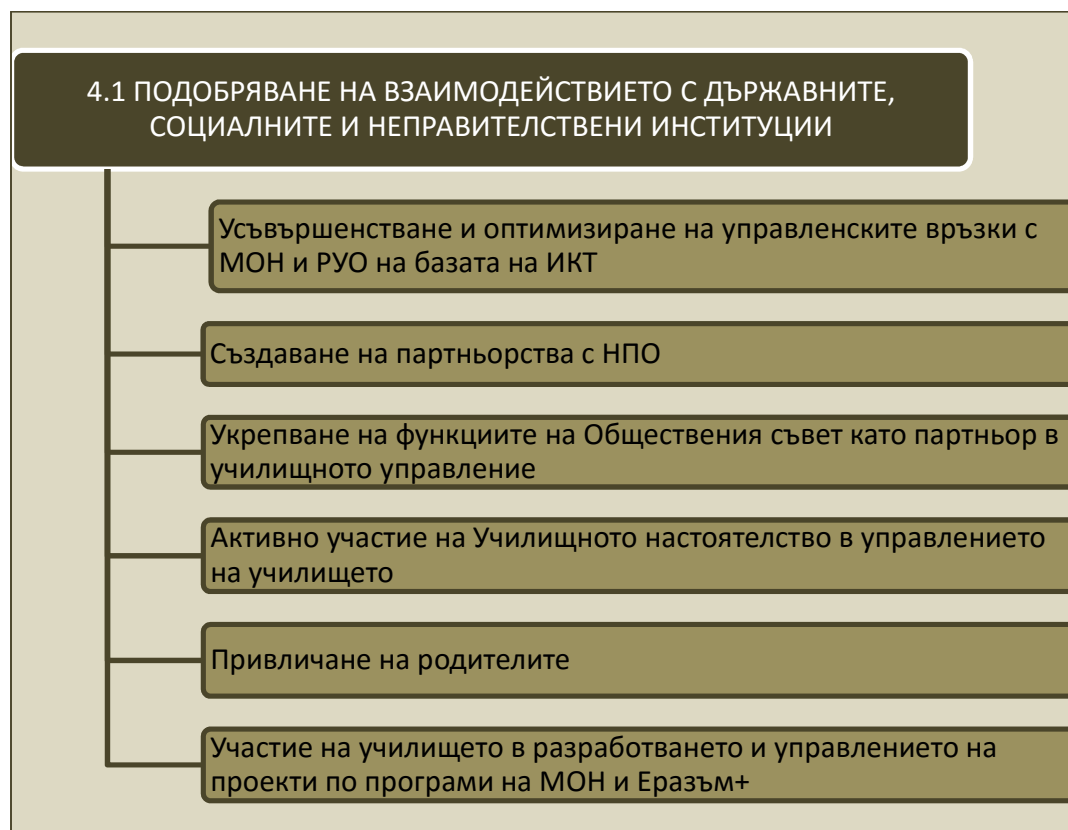 4.1 ПОДОБРЯВАНЕ НА ВЗАИМОДЕЙСТВИЕТО С ДЪРЖАВНИТЕ,
СОЦИАЛНИТЕ И НЕПРАВИТЕЛСТВЕНИ ИНСТИТУЦИИ
Усъвършенстване и оптимизиране на управленските връзки с
МОН и РУО на базата на ИКТ
Създаване на партньорства с НПО
Укрепване на функциите на Обществения съвет като партньор в
училищното управление
Активно участие на Училищното настоятелство в управлението
на училището
Привличане на родителите
Участие на училището в разработването и управлението на
проекти по програми на МОН и Еразъм+